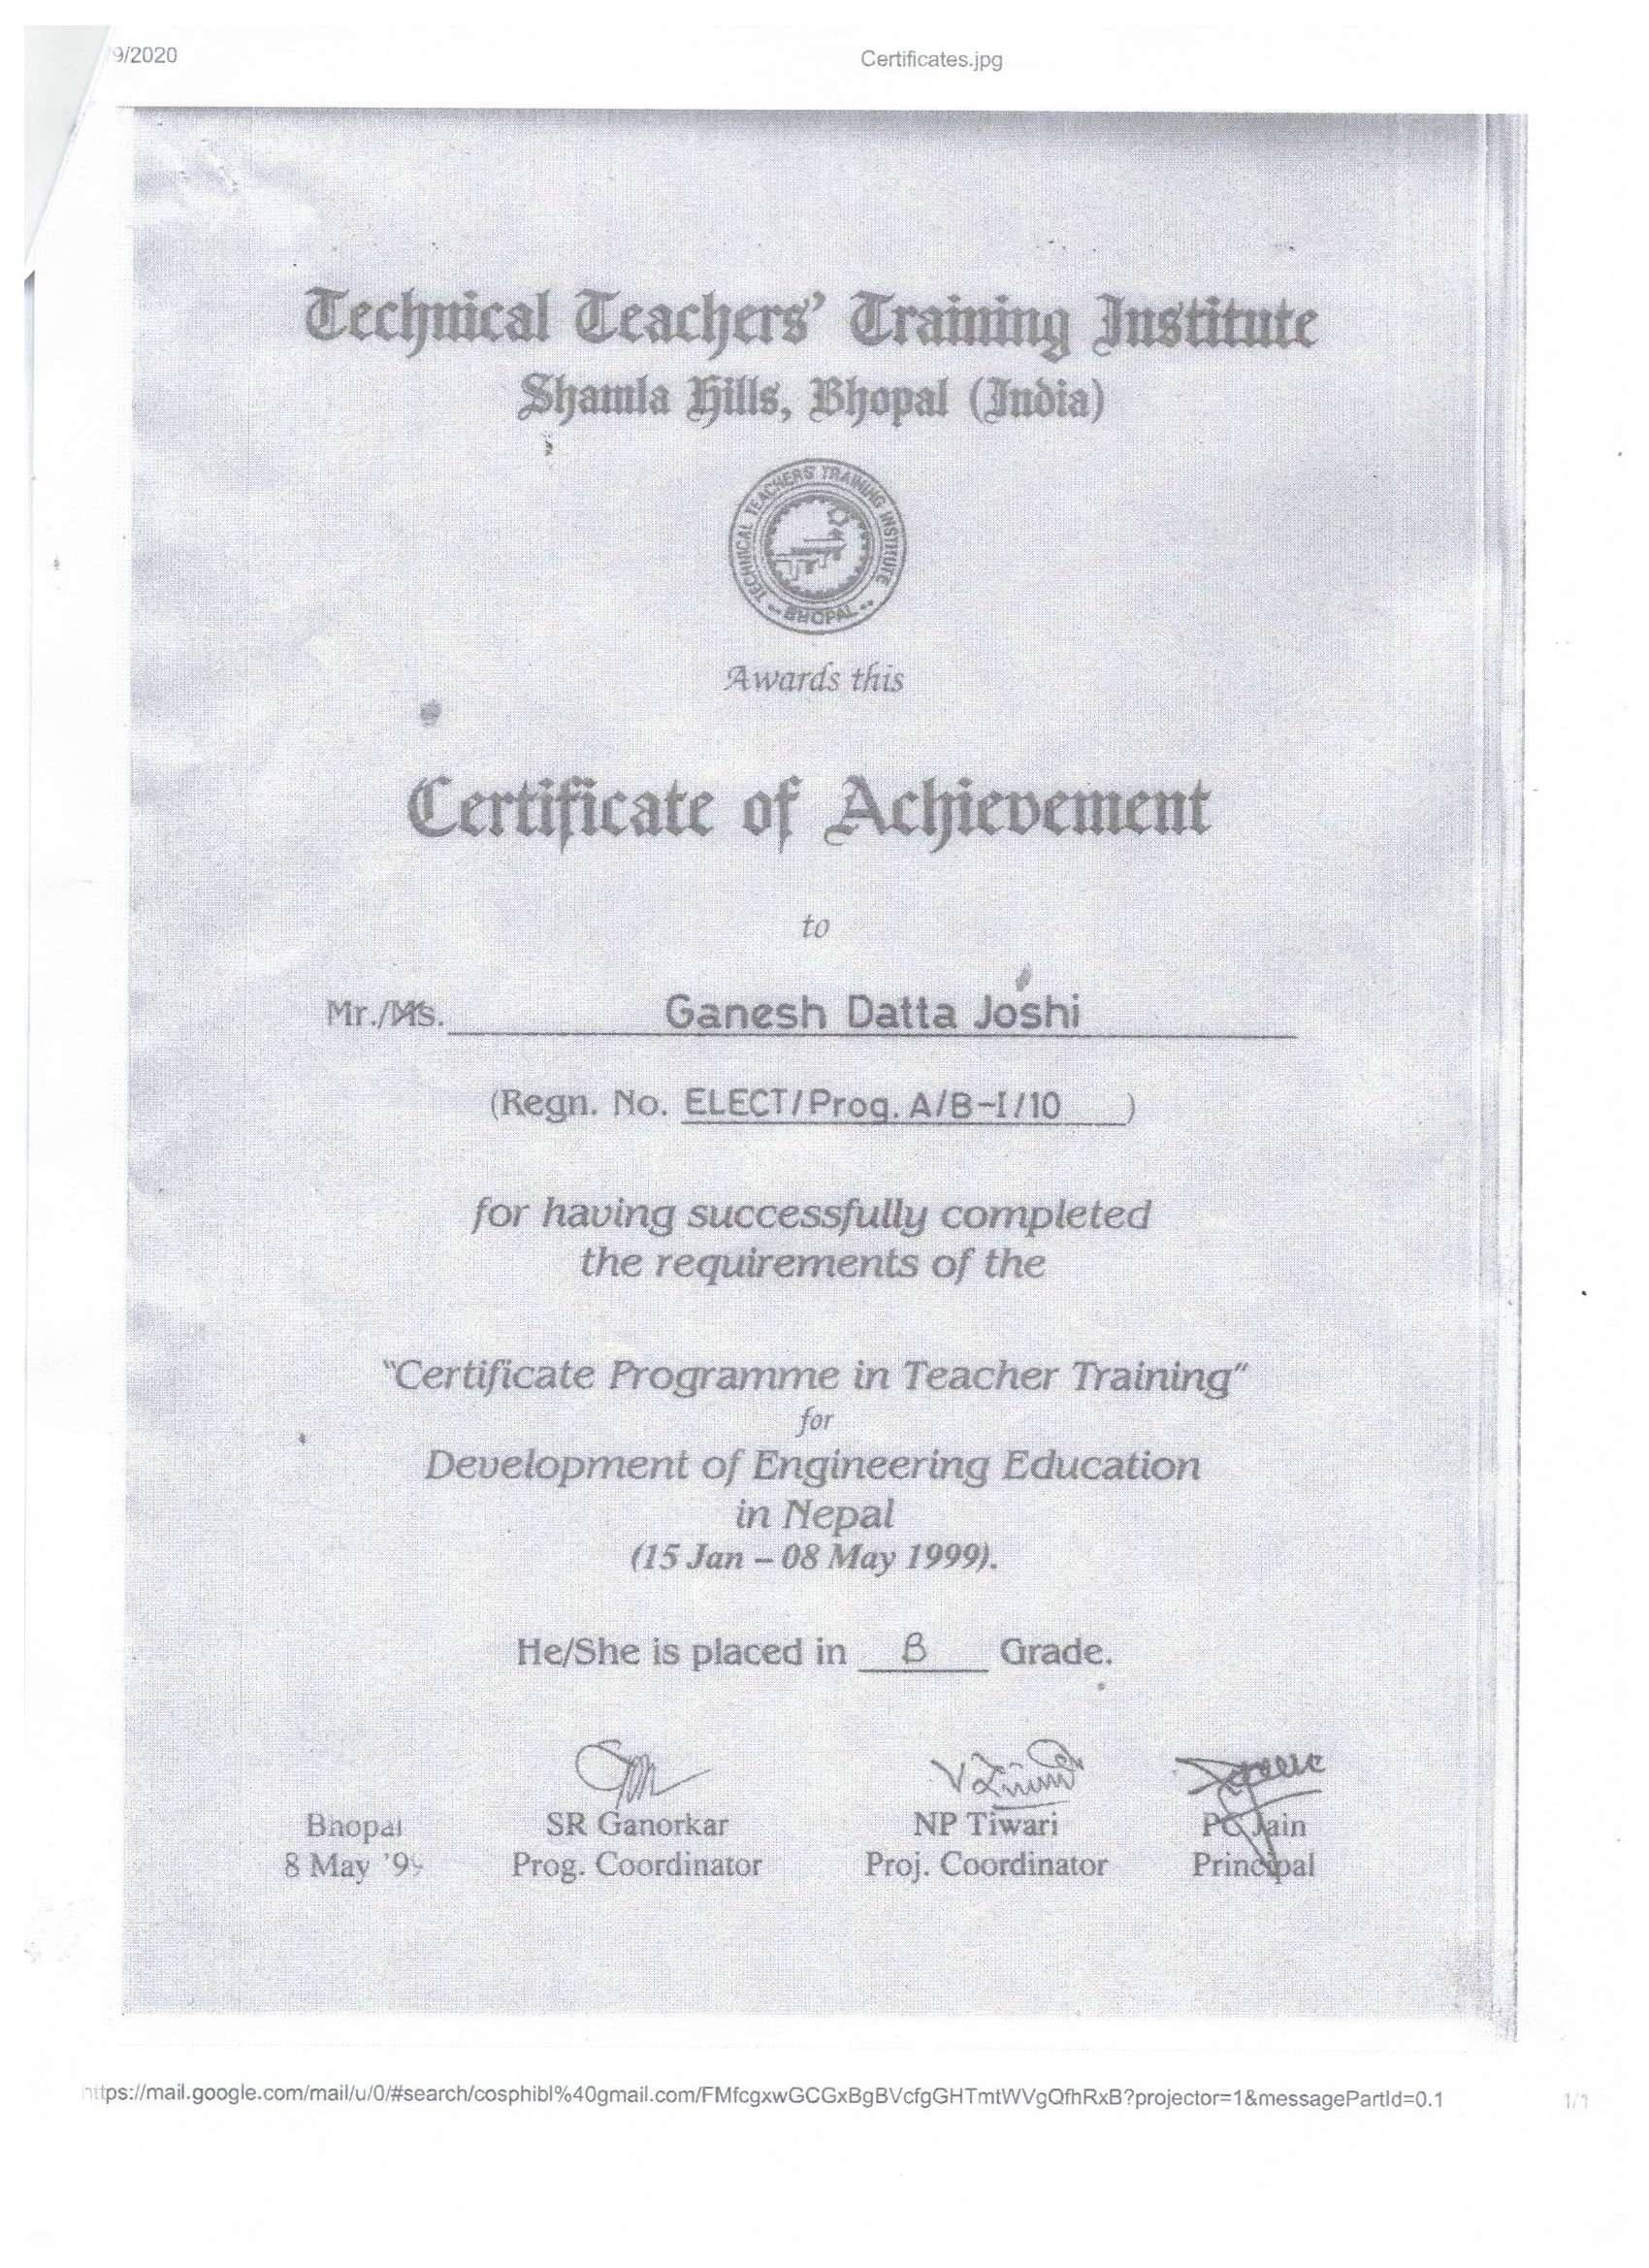 9/2020
Certificates.jpg
Technical Teachers' Training Institute
Shamla Hills, Bhopal (India)
TECHNICAL TEACHERS' TRAINING INSTITUTE
BHOPAL
Awards this
Certificate of Achievement
to
Mr./Ms. Ganesh Datta Joshi
(Regn. No. ELECT/Prog. A/B-I/10 )
for having successfully completed
the requirements of the
"Certificate Programme in Teacher Training"
for
Development of Engineering Education
in Nepal
(15 Jan – 08 May 1999).
He/She is placed in B Grade.
Bhopal SR Ganorkar NP Tiwari PC Jain
8 May Prog. Coordinator Proj. Coordinator Principal
https://mail.google.com/mail/u/0/#search/cosphibl%40gmail.com/FMfcgxwGCGxBgBVcfgGHTmtWVgQfhRxB?projector=1&messagePartId=0.1
1/1